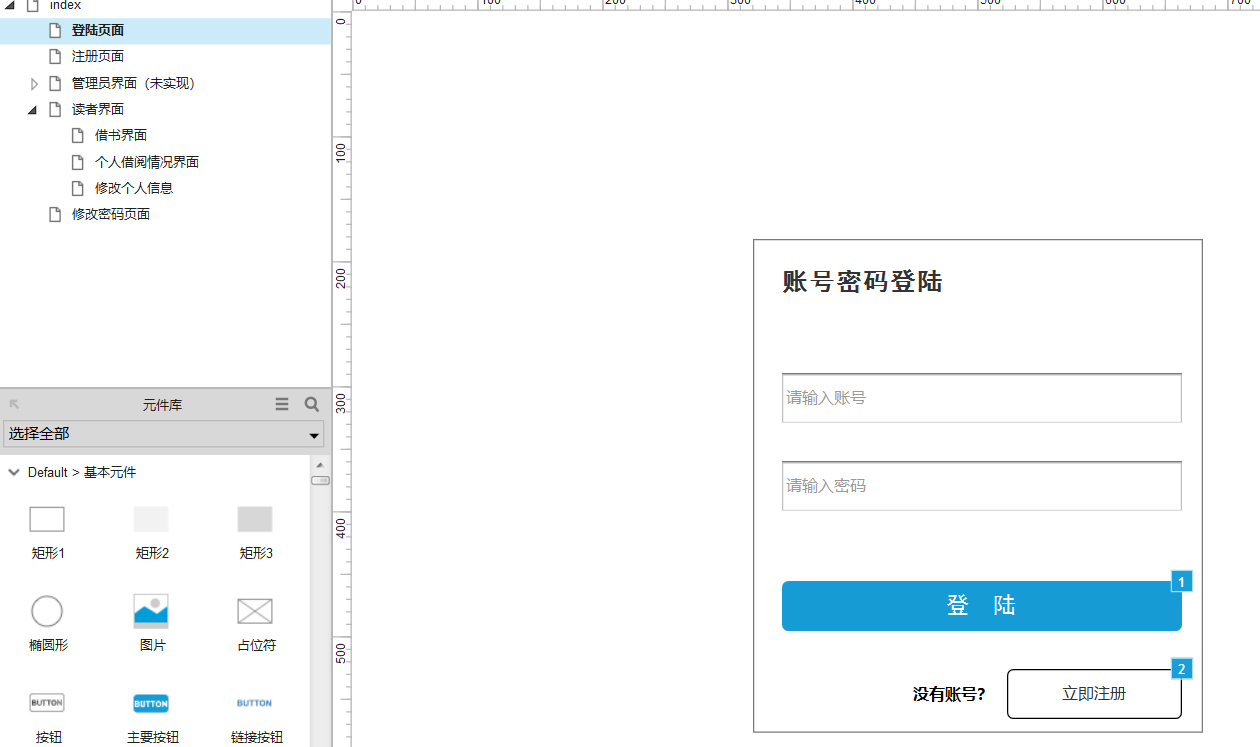 index
登陆页面
注册页面
管理员界面（未实现）
读者界面
借书界面
个人借阅情况界面
修改个人信息
修改密码页面
元件库
选择全部
Default > 基本元件
矩形1
矩形2
矩形3
椭圆形
图片
占位符
BUTTON
BUTTON
BUTTON
按钮
主要按钮
链接按钮
0
100
200
300
400
500
600
700
0
100
200
300
400
500
账号密码登陆
请输入账号
请输入密码
登 陆
1
没有账号?
立即注册
2